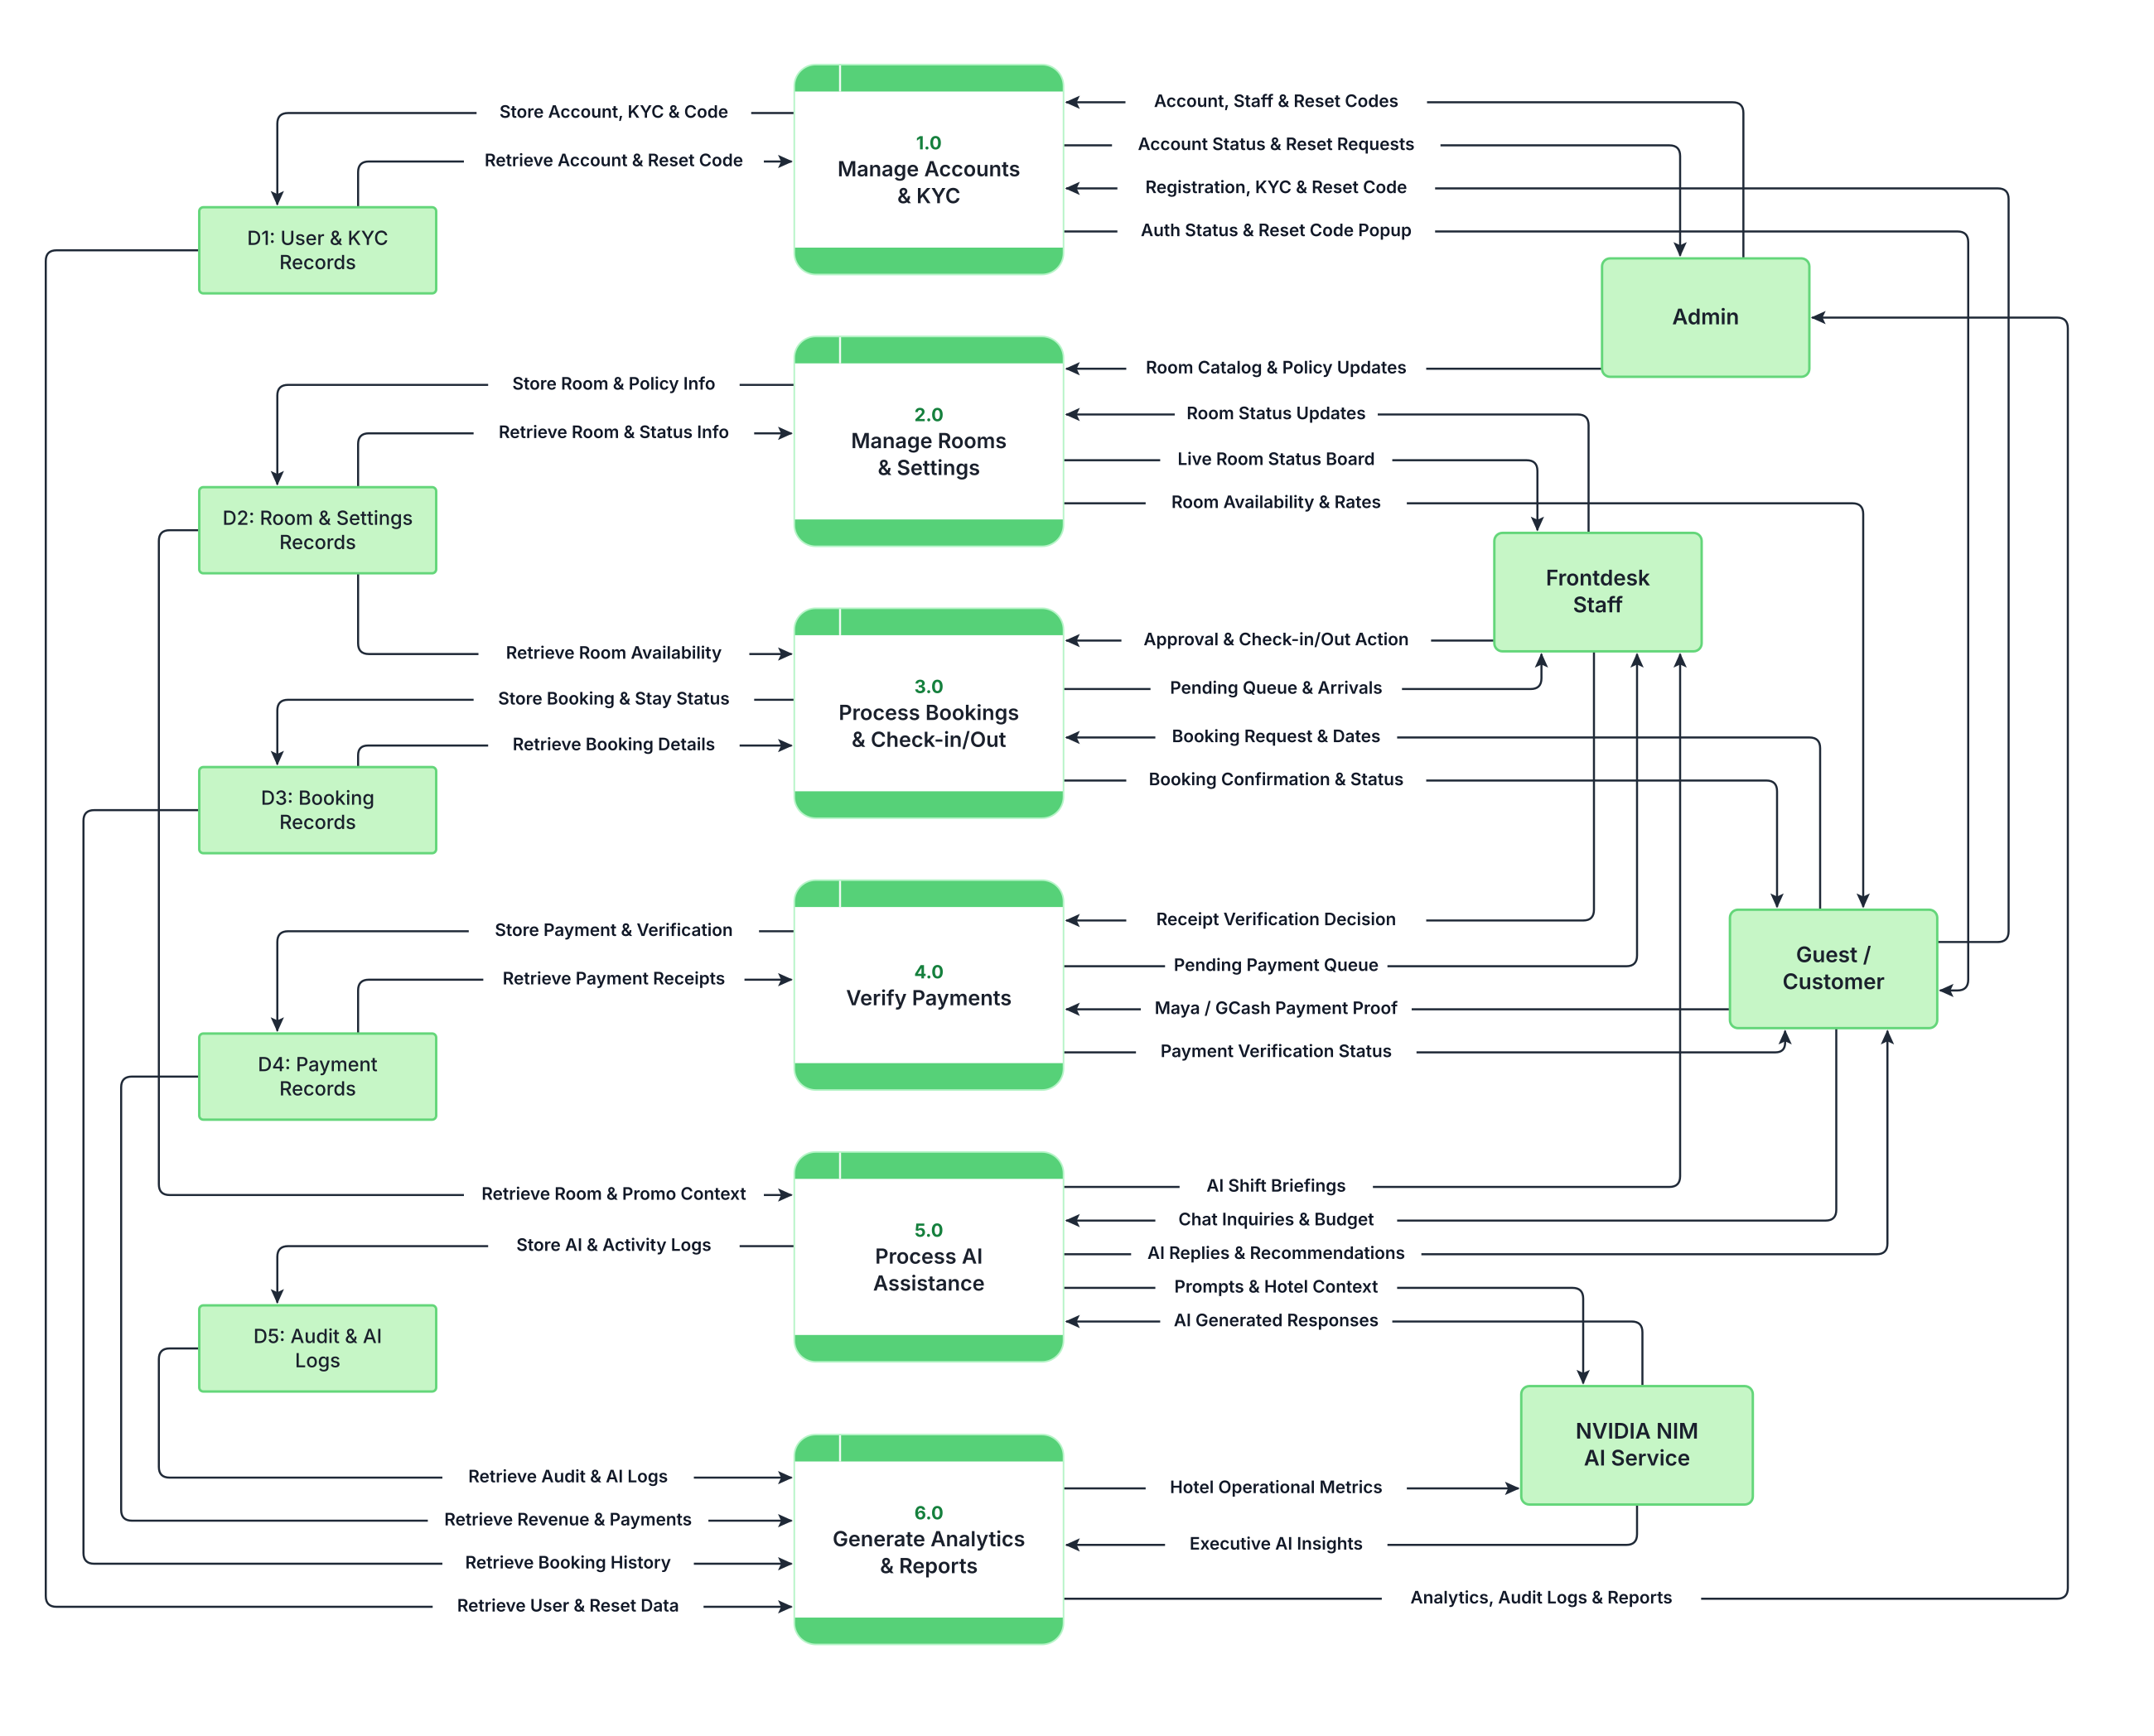 Store Account, KYC & Code
Retrieve Account & Reset Code
D1: User & KYC
Records
1.0
Manage Accounts
& KYC
Account, Staff & Reset Codes
Account Status & Reset Requests
Registration, KYC & Reset Code
Auth Status & Reset Code Popup
Admin
Store Room & Policy Info
Retrieve Room & Status Info
D2: Room & Settings
Records
2.0
Manage Rooms
& Settings
Room Catalog & Policy Updates
Room Status Updates
Live Room Status Board
Room Availability & Rates
Frontdesk
Staff
Retrieve Room Availability
Store Booking & Stay Status
Retrieve Booking Details
D3: Booking
Records
3.0
Process Bookings
& Check-in/Out
Approval & Check-in/Out Action
Pending Queue & Arrivals
Booking Request & Dates
Booking Confirmation & Status
Guest /
Customer
Store Payment & Verification
Retrieve Payment Receipts
D4: Payment
Records
4.0
Verify Payments
Receipt Verification Decision
Pending Payment Queue
Maya / GCash Payment Proof
Payment Verification Status
Retrieve Room & Promo Context
Store AI & Activity Logs
D5: Audit & AI
Logs
5.0
Process AI
Assistance
AI Shift Briefings
Chat Inquiries & Budget
AI Replies & Recommendations
Prompts & Hotel Context
AI Generated Responses
NVIDIA NIM
AI Service
Retrieve Audit & AI Logs
Retrieve Revenue & Payments
Retrieve Booking History
Retrieve User & Reset Data
6.0
Generate Analytics
& Reports
Hotel Operational Metrics
Executive AI Insights
Analytics, Audit Logs & Reports